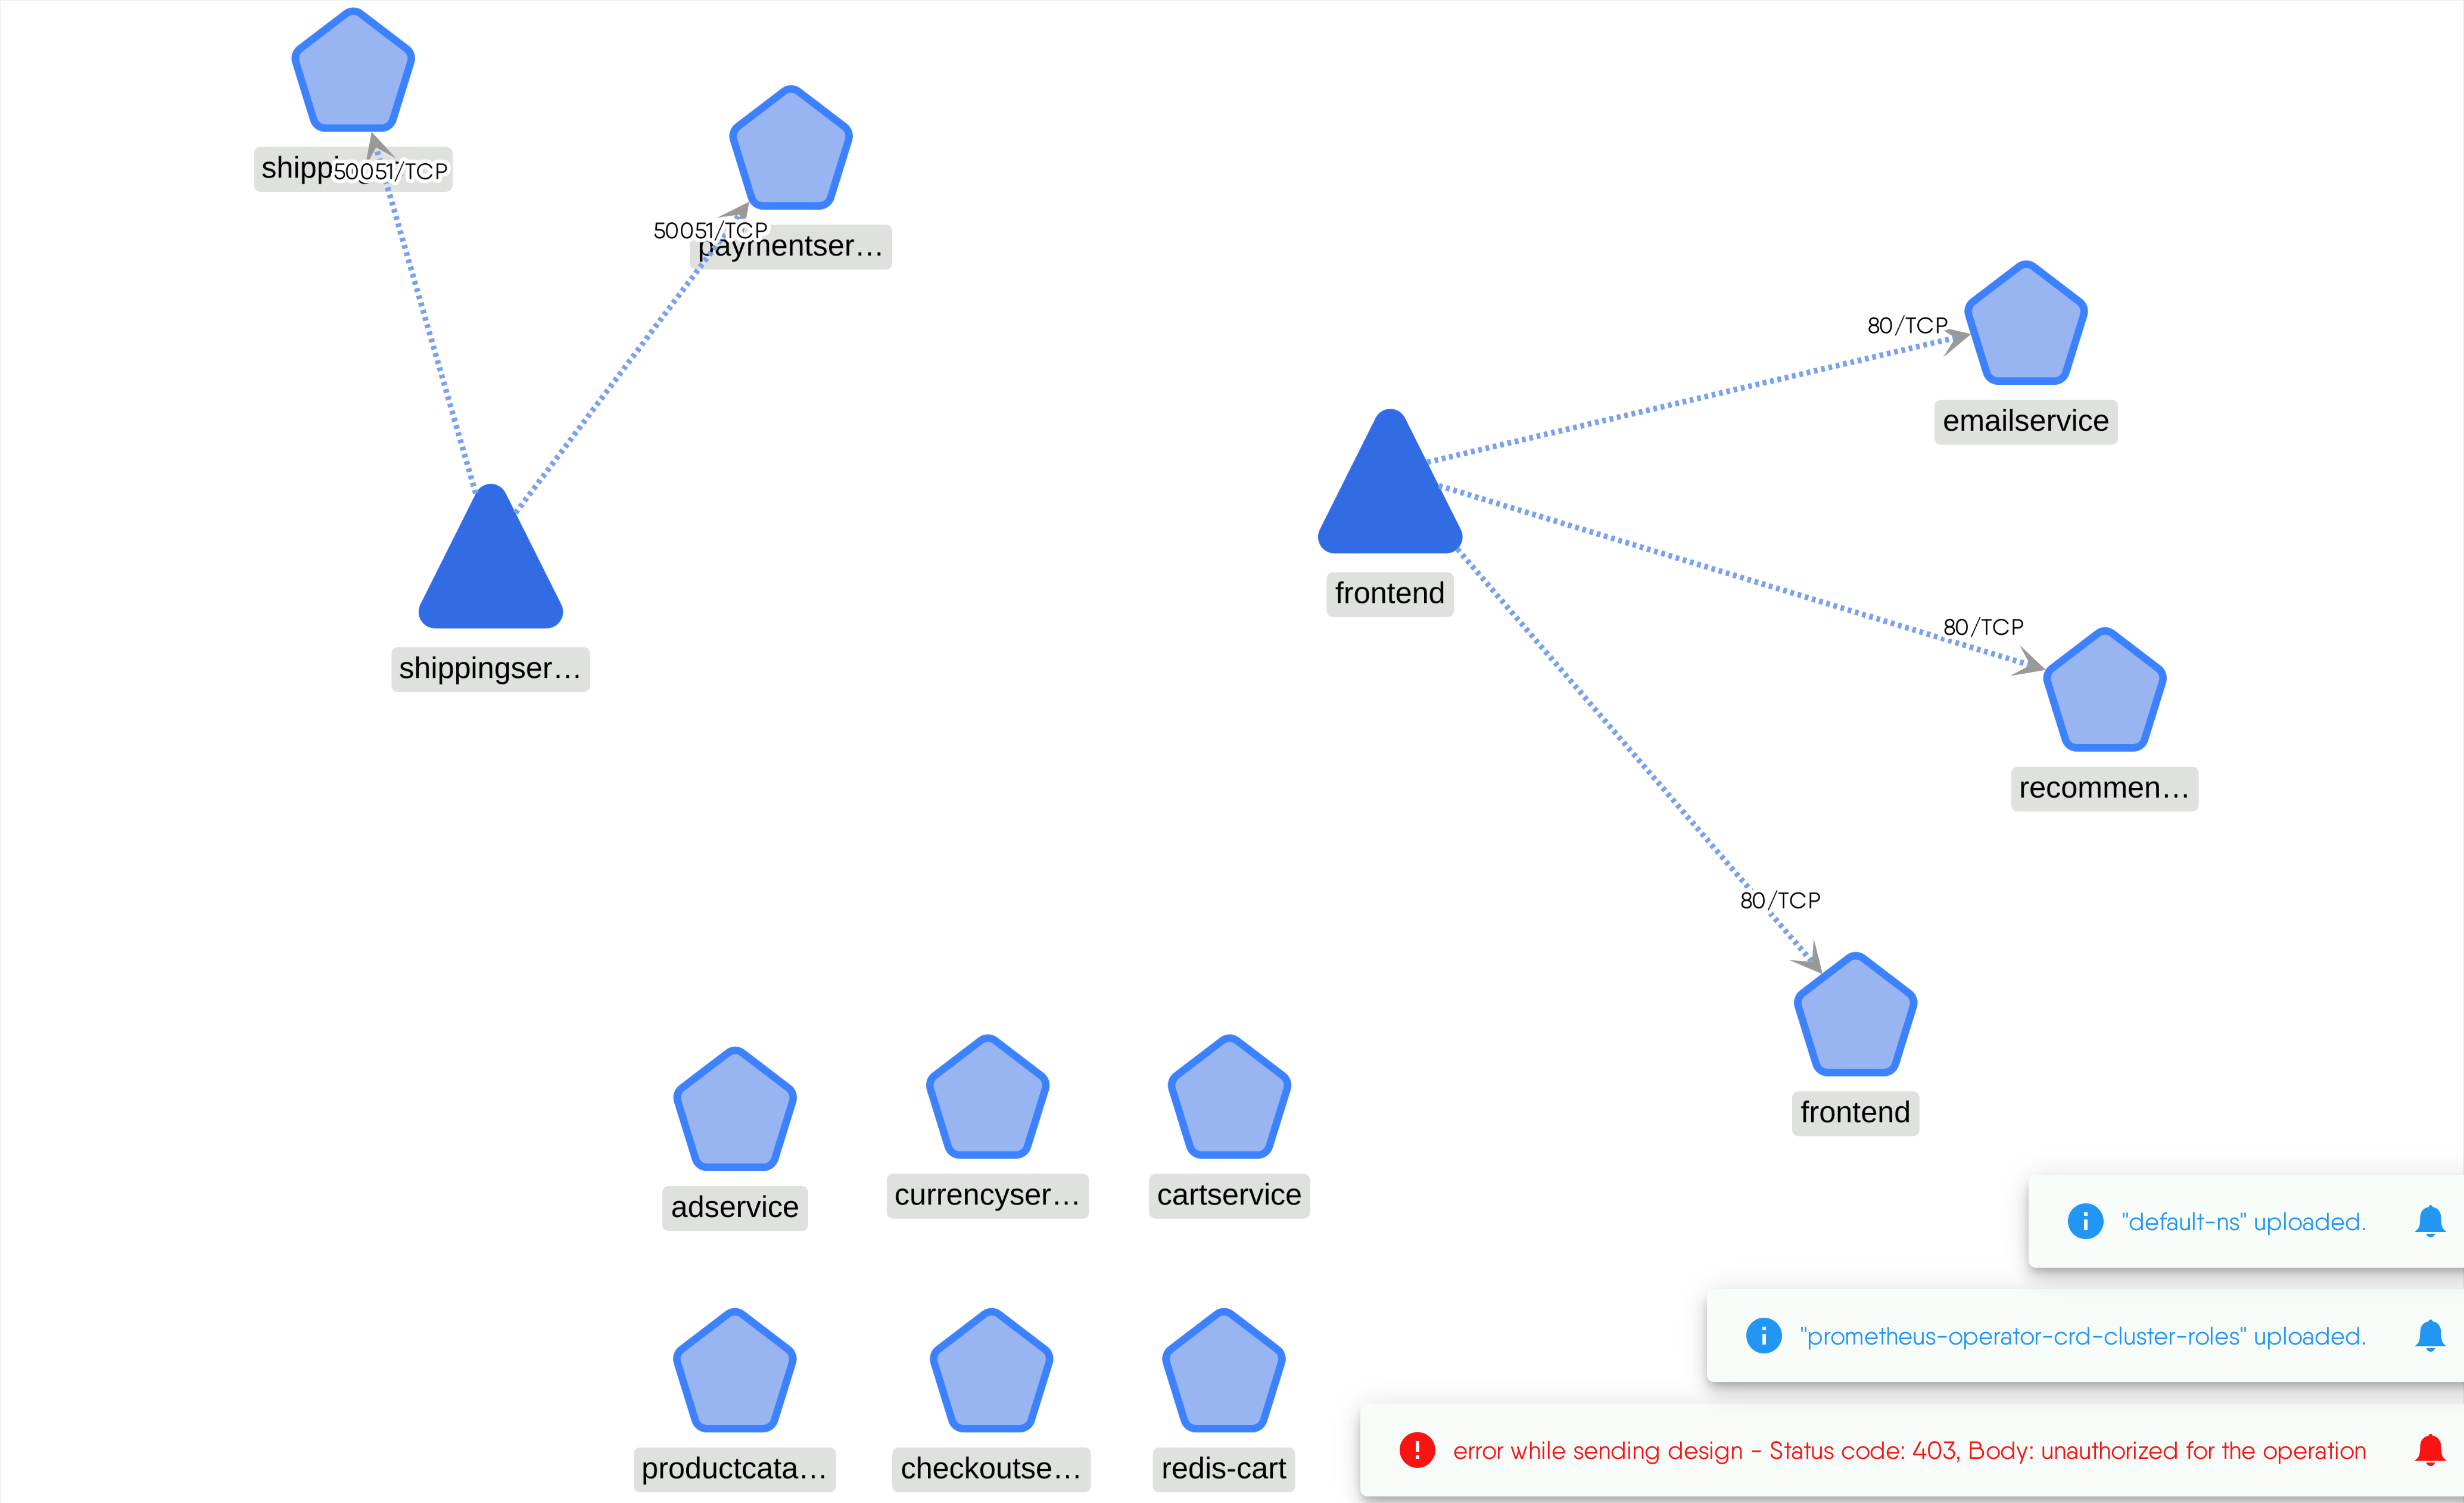 shipp
50051/TCP
50051/TCP
paymentser…
80/TCP
emailservice
frontend
80/TCP
shippingser…
recommen…
80/TCP
frontend
adservice
currencyser…
cartservice
"default-ns" uploaded.
"prometheus-operator-crd-cluster-roles" uploaded.
productcata…
checkoutse…
redis-cart
error while sending design - Status code: 403, Body: unauthorized for the operation